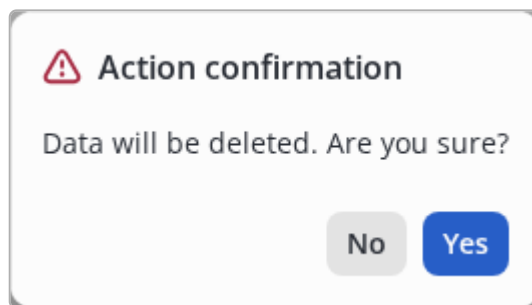 Action confirmation
Data will be deleted. Are you sure?
No Yes